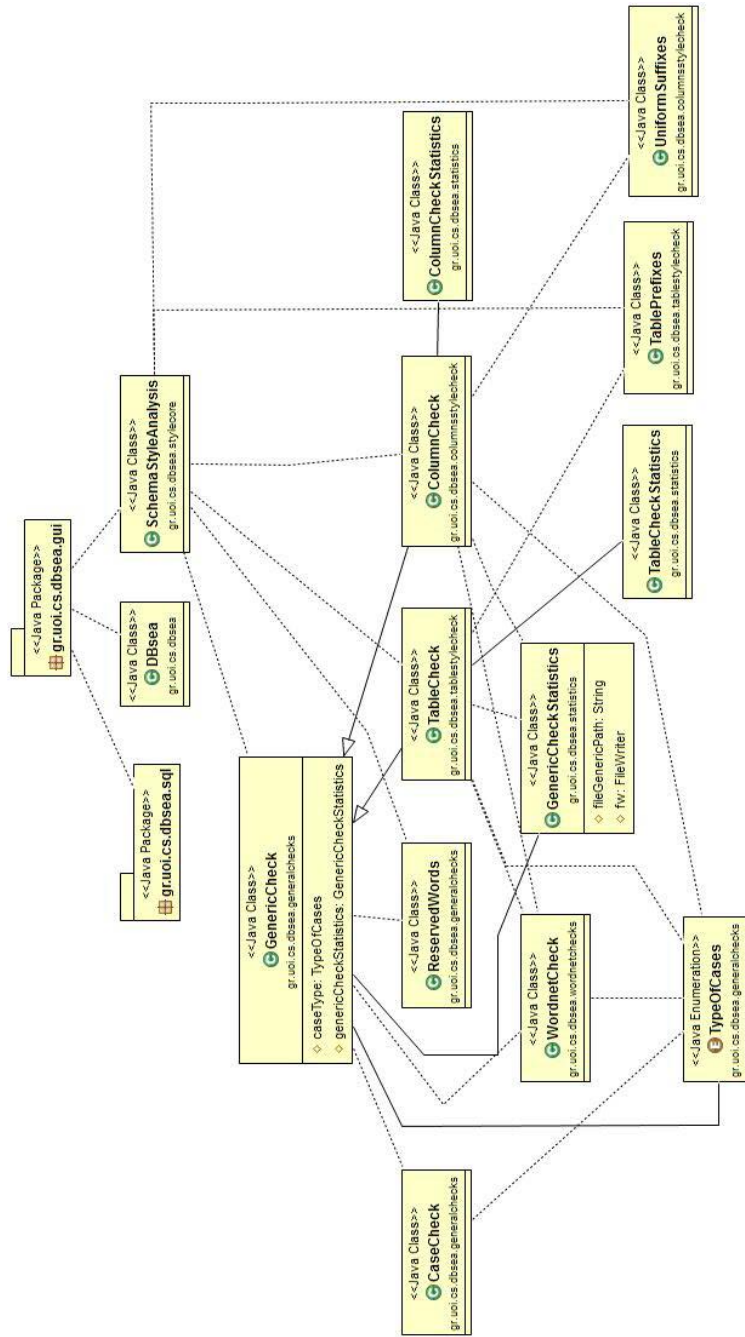 <<Java Package>>
gr.uoi.cs.dbsea.gui
<<Java Package>>
gr.uoi.cs.dbsea.sql
<<Java Class>>
DBsea
gr.uoi.cs.dbsea
<<Java Class>>
SchemaStyleAnalysis
gr.uoi.cs.dbsea.stylecore
<<Java Class>>
GenericCheck
gr.uoi.cs.dbsea.generalchecks
caseType: TypeOfCases
genericCheckStatistics: GenericCheckStatistics
<<Java Class>>
CaseCheck
gr.uoi.cs.dbsea.generalchecks
<<Java Class>>
ReservedWords
gr.uoi.cs.dbsea.generalchecks
<<Java Class>>
TableCheck
gr.uoi.cs.dbsea.tablestylecheck
<<Java Class>>
ColumnCheck
gr.uoi.cs.dbsea.columnsstylecheck
<<Java Class>>
ColumnCheckStatistics
gr.uoi.cs.dbsea.statistics
<<Java Class>>
WordnetCheck
gr.uoi.cs.dbsea.wordnetchecks
<<Java Class>>
GenericCheckStatistics
gr.uoi.cs.dbsea.statistics
fileGenericPath: String
fw: FileWriter
<<Java Class>>
TableCheckStatistics
gr.uoi.cs.dbsea.statistics
<<Java Class>>
TablePrefixes
gr.uoi.cs.dbsea.tablestylecheck
<<Java Class>>
UniformSuffixes
gr.uoi.cs.dbsea.columnsstylecheck
<<Java Enumeration>>
TypeOfCases
gr.uoi.cs.dbsea.generalchecks